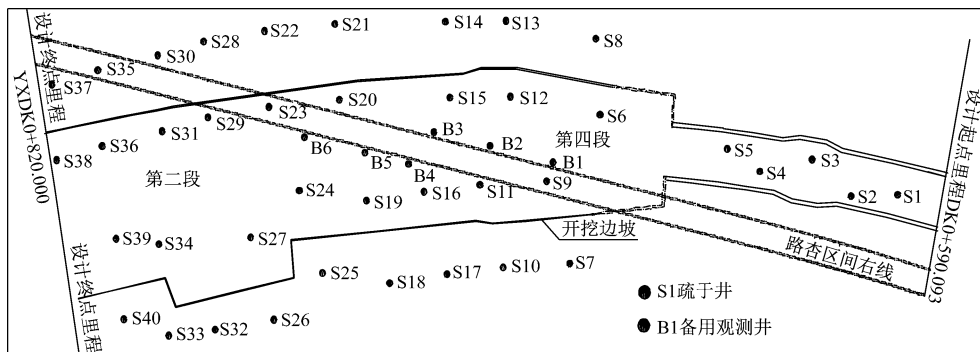 S21
S14
S13
S22
S28
S8
S30
S35
S37
设计终点里程
YXDK0+820.000
S20
S15
S12
S23
S6
S29
S31
B3
第四段
S36
B6
B2
S5
S38
B5
B4
B1
S3
S4
第二段
S24
S16
S11
S9
S19
S2
S1
设计起点里程DK0+590.093
开挖边坡
路杏区间右线
S39
S34
S27
S25
S18
S17
S10
S7
设计终点里程
S40
S33
S32
S26
S1疏于井
B1备用观测井